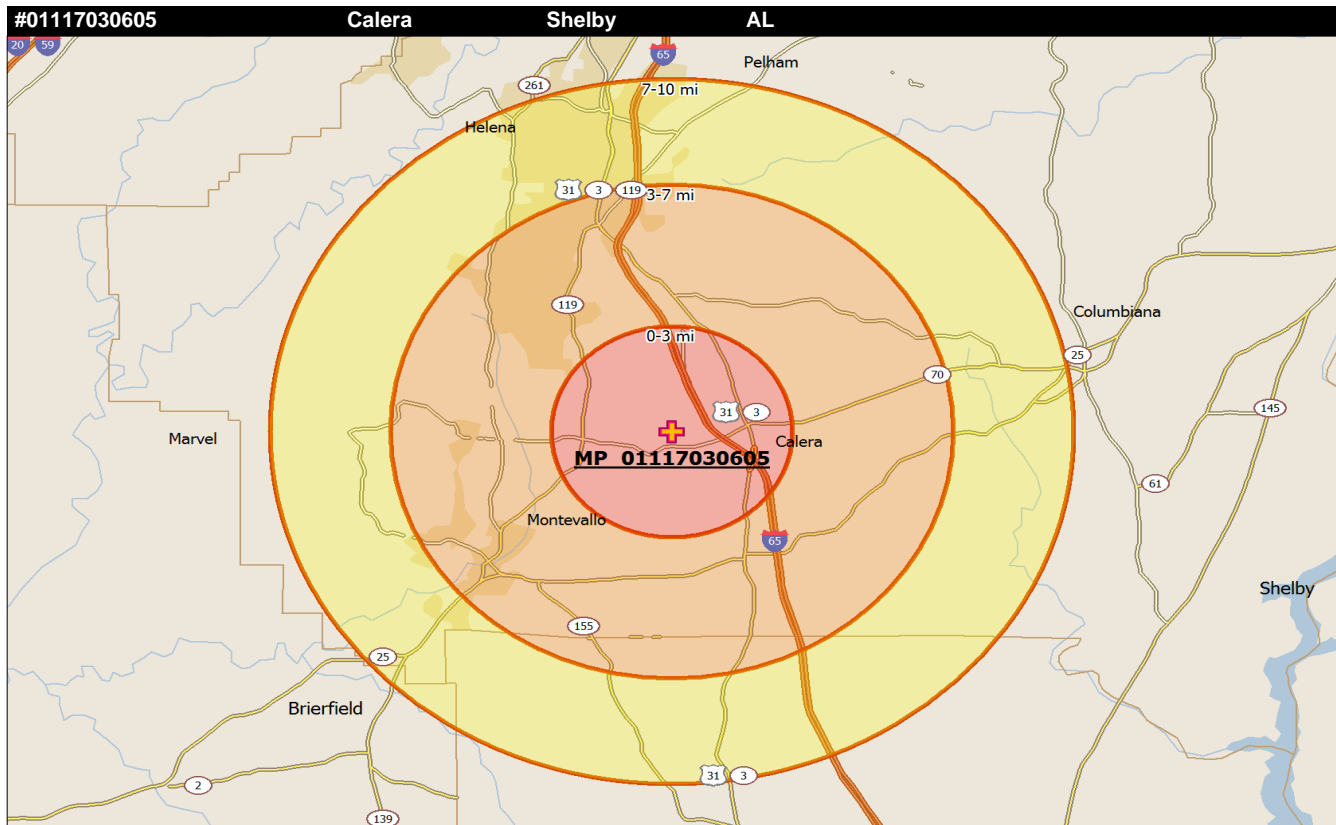 #01117030605 Calera Shelby AL
20 59
65
Pelham
261
7-10 mi
Helena
31 3 119 3-7 mi
119
Columbiana
0-3 mi
25
70
31 3
145
Marvel
Calera
MP 01117030605
61
Montevallo
65
Shelby
155
25
Brierfield
31 3
2
139